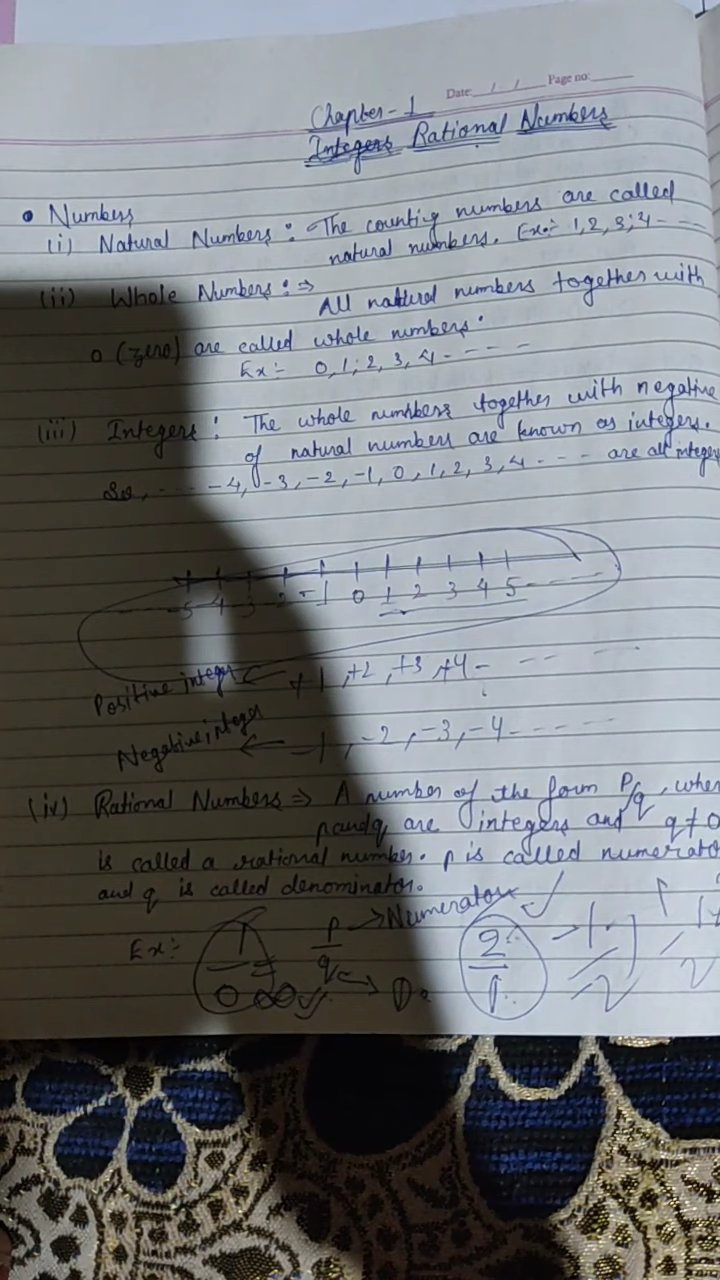 Date: / / Page no:
Chapter-1
Integers Rational Numbers
• Numbers
(i) Natural Numbers : The counting numbers are called
natural numbers. Ex:- 1,2,3,4 - - - -
(ii) Whole Numbers :⇒
All natural numbers together with
0 (zero) are called whole numbers.
Ex:- 0,1,2,3,4 - - - -
(iii) Integers : The whole numbers together with negative
of natural numbers are known as integers.
So, - - - -4,-3,-2,-1,0,1,2,3,4 - - - are all integers
-5 -4 -3 -2 -1 0 1 2 3 4 5 - - - -
Positive integer ← +1,+2,+3,+4 - - - -
Negative integer ← -1,-2,-3,-4 - - - -
(iv) Rational Numbers ⇒ A number of the form P/q, wher
p and q are integers and q ≠ 0
is called a rational number. p is called numerato
and q is called denominator.
Ex:- 1/0 ∞ p/q → Numerator 2/1
→ D